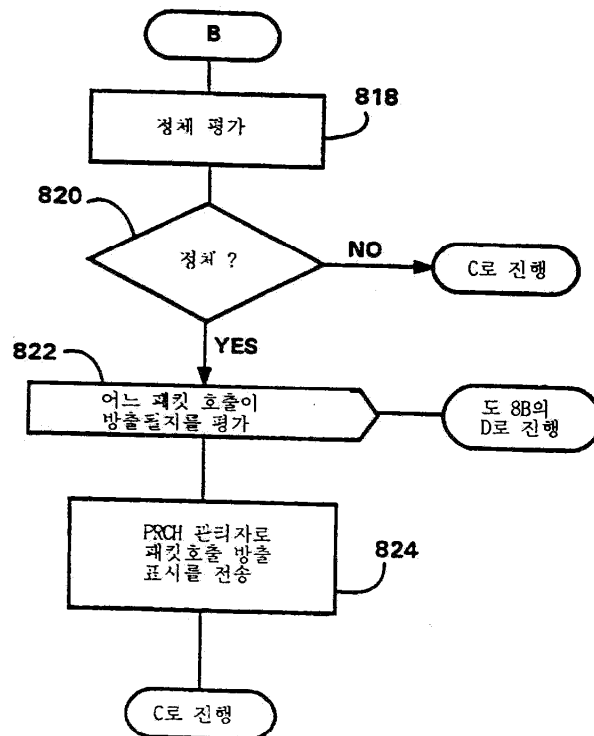 B
정체 평가
818
820
정체 ?
NO
C로 진행
YES
822
어느 패킷 호출이
방출될지를 평가
도 8B의
D로 진행
PRCH 관리자로
패킷호출 방출
표시를 전송
824
C로 진행